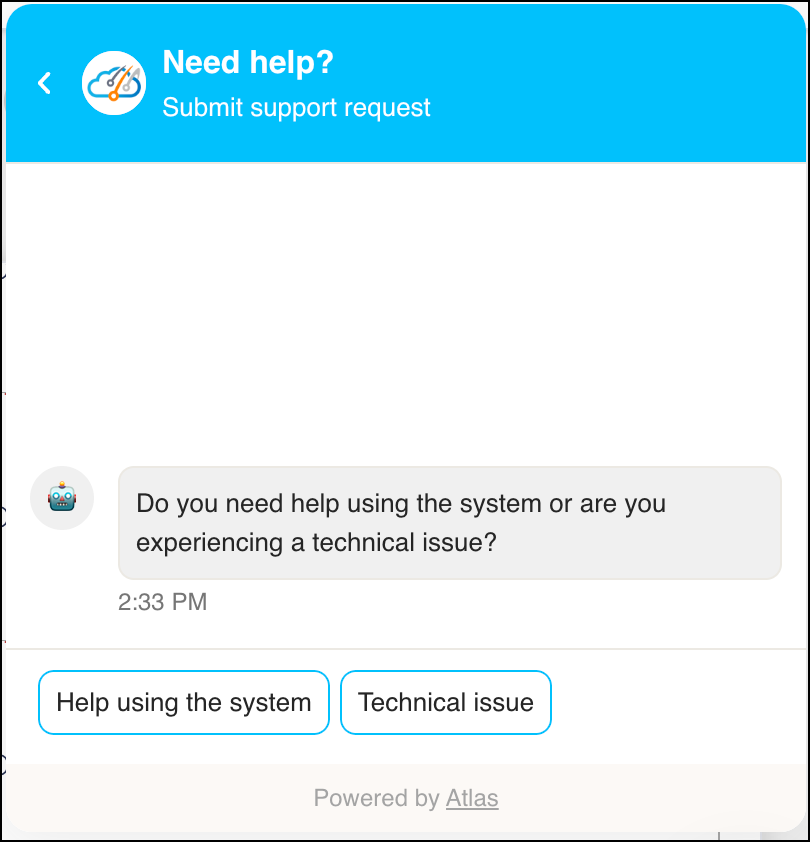 Need help?
Submit support request
Do you need help using the system or are you
experiencing a technical issue?
2:33 PM
Help using the system
Technical issue
Powered by Atlas